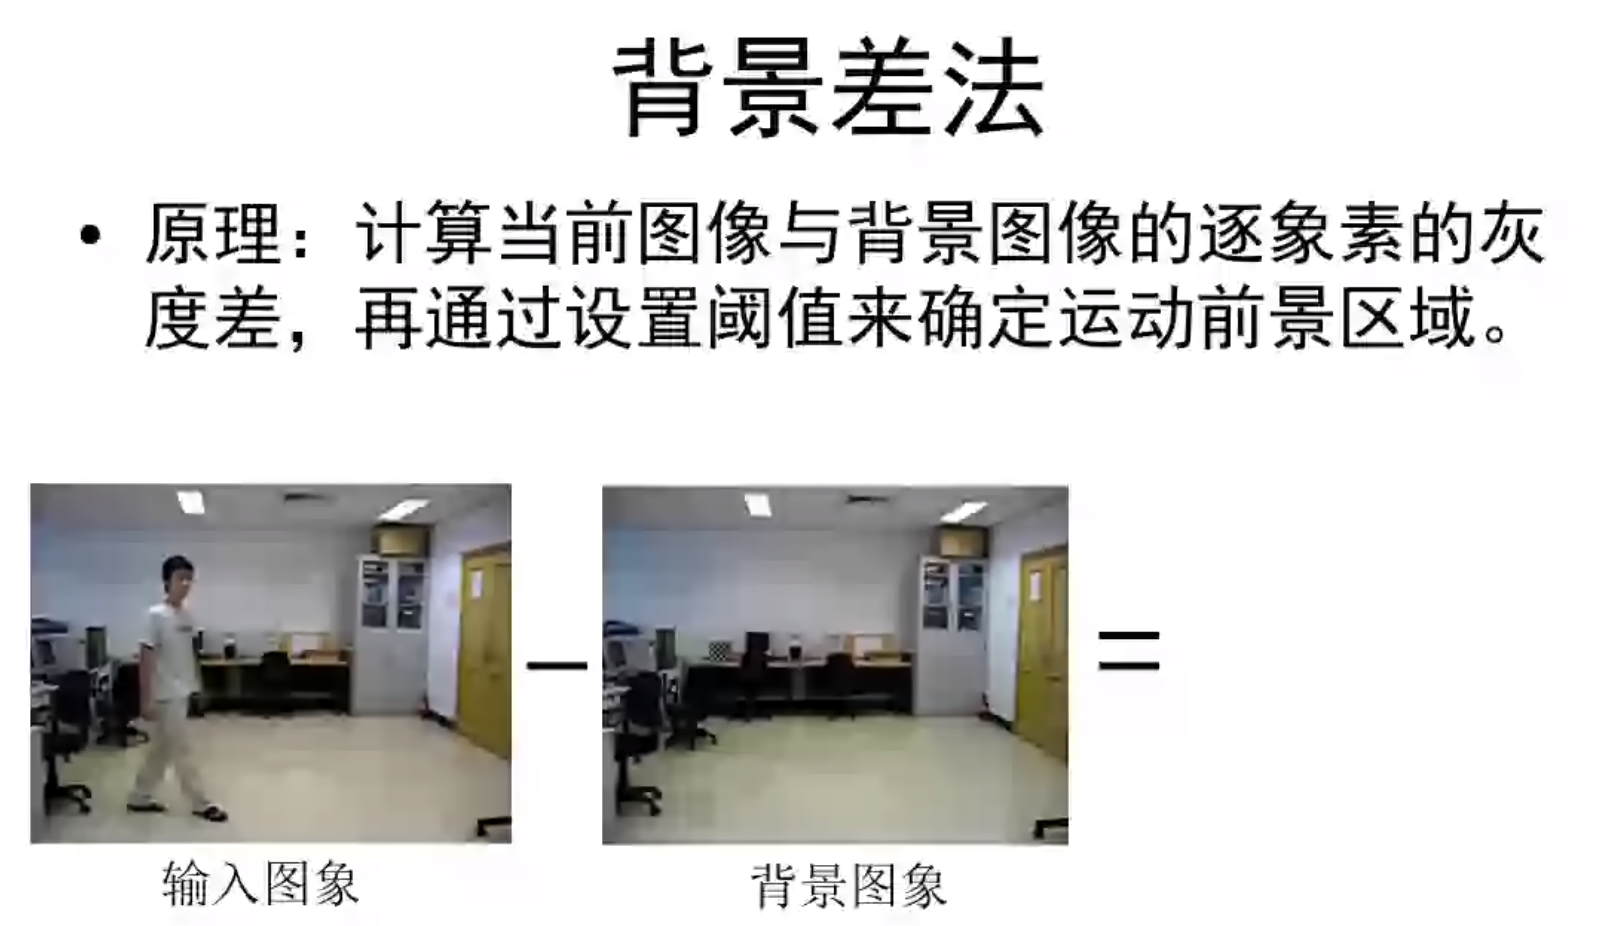 背景差法
• 原理：计算当前图像与背景图像的逐象素的灰
度差，再通过设置阈值来确定运动前景区域。
— =
输入图象
背景图象